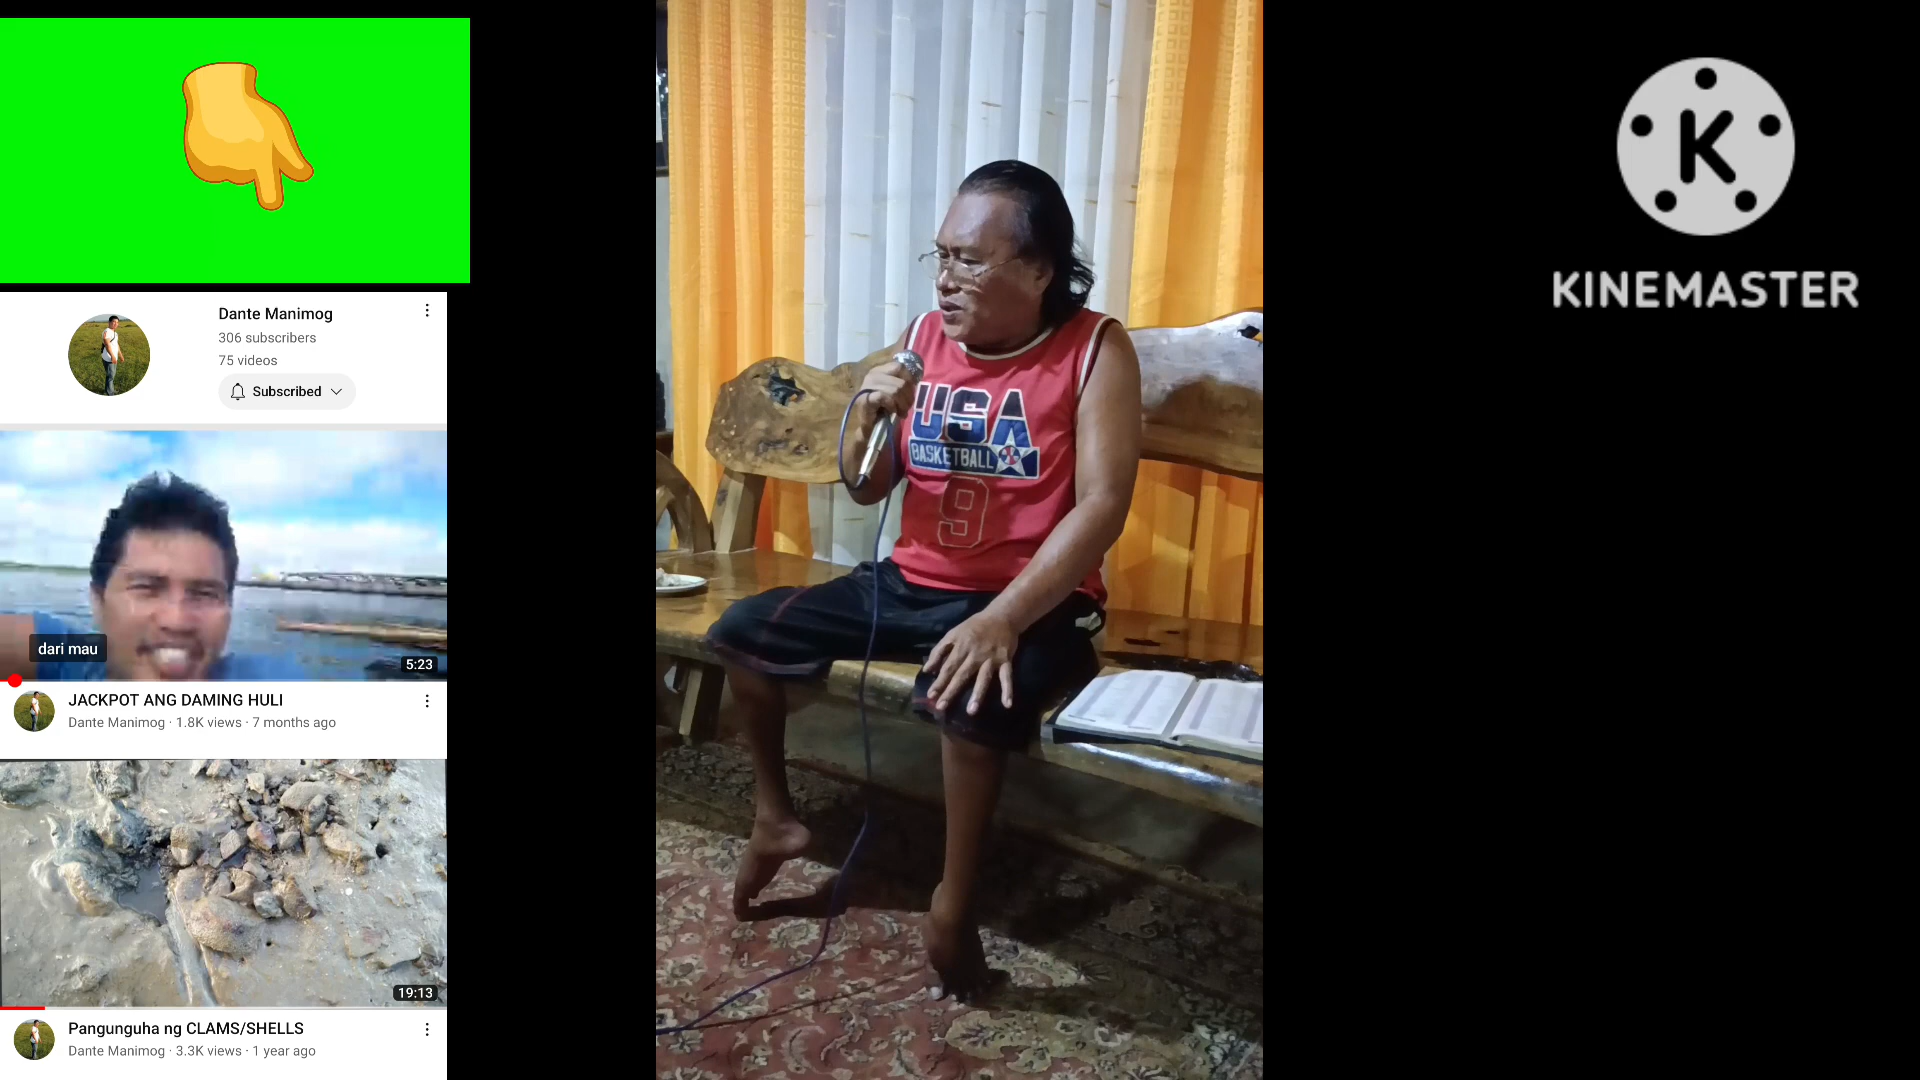 Dante Manimog
306 subscribers
75 videos
Subscribed
dari mau
5:23
JACKPOT ANG DAMING HULI
Dante Manimog · 1.8K views · 7 months ago
19:13
Pangunguha ng CLAMS/SHELLS
Dante Manimog · 3.3K views · 1 year ago
USA
BASKETBALL
9
K
KINEMASTER